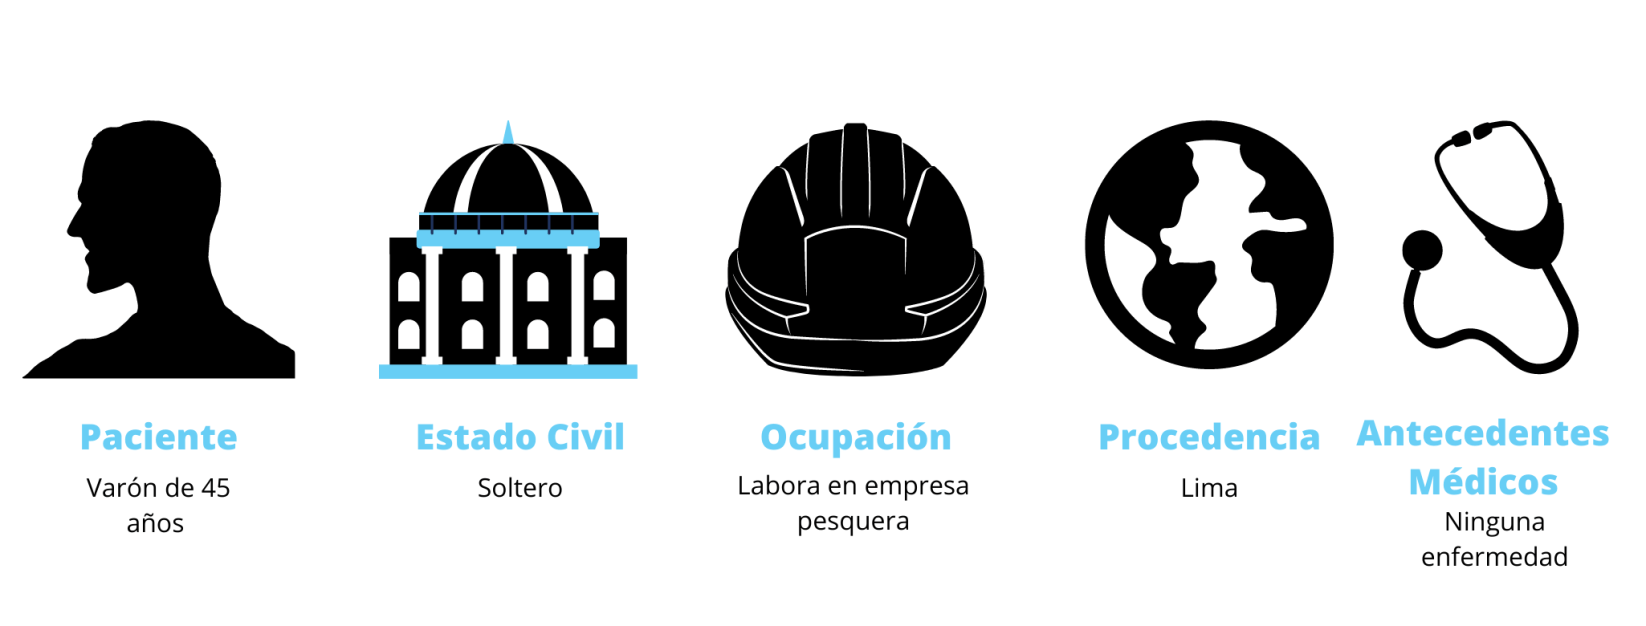 Paciente
Varón de 45
años
Estado Civil
Soltero
Ocupación
Labora en empresa
pesquera
Procedencia
Lima
Antecedentes
Médicos
Ninguna
enfermedad